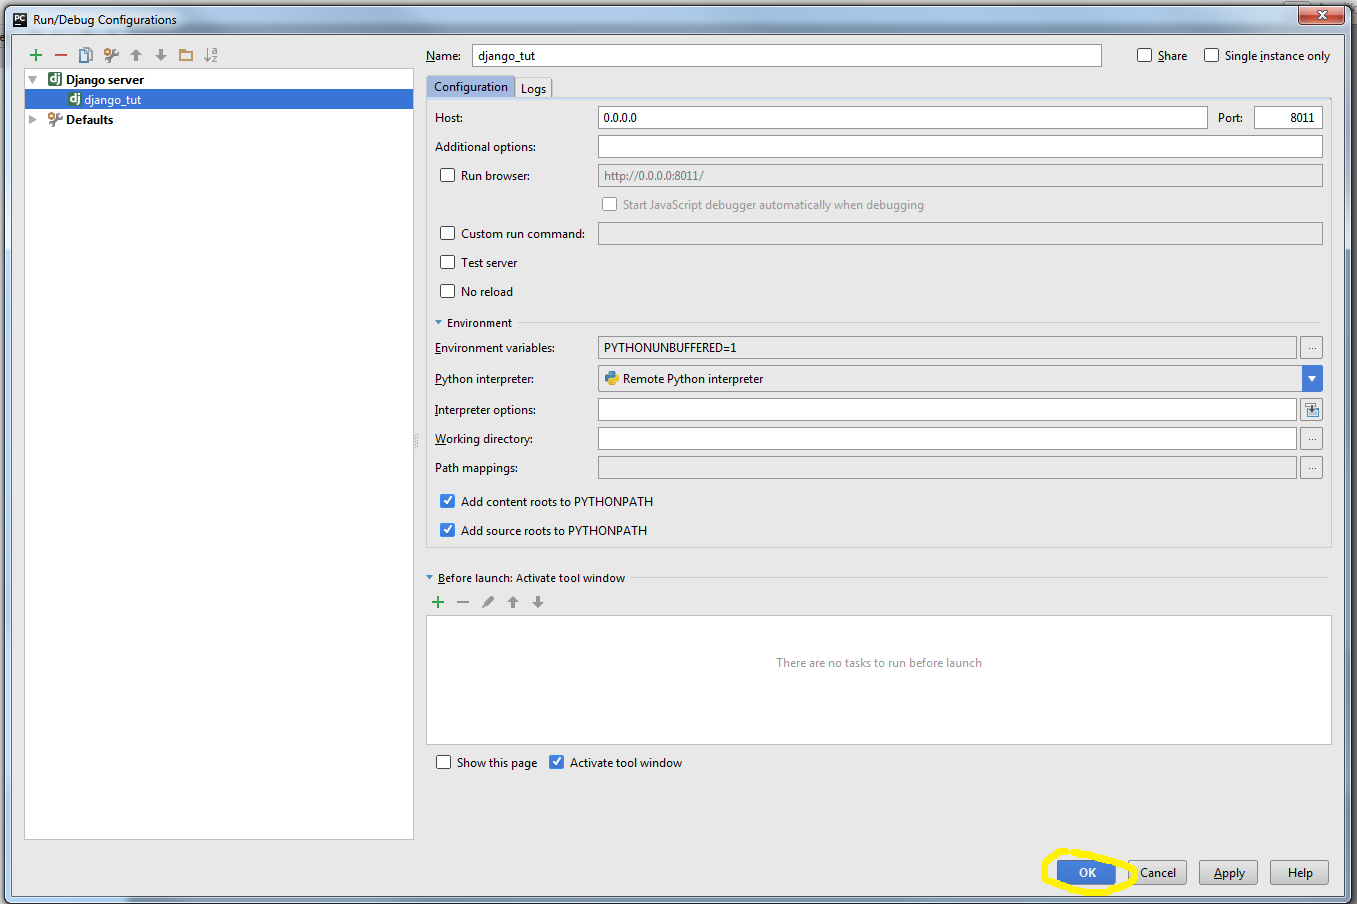 PC Run/Debug Configurations
Name: django_tut Share Single instance only
dj Django server
dj django_tut
Defaults
Configuration Logs
Host: 0.0.0.0 Port: 8011
Additional options:
Run browser: http://0.0.0.0:8011/
Start JavaScript debugger automatically when debugging
Custom run command:
Test server
No reload
Environment
Environment variables: PYTHONUNBUFFERED=1 ...
Python interpreter: Remote Python interpreter
Interpreter options:
Working directory: ...
Path mappings: ...
Add content roots to PYTHONPATH
Add source roots to PYTHONPATH
Before launch: Activate tool window
There are no tasks to run before launch
Show this page Activate tool window
OK Cancel Apply Help